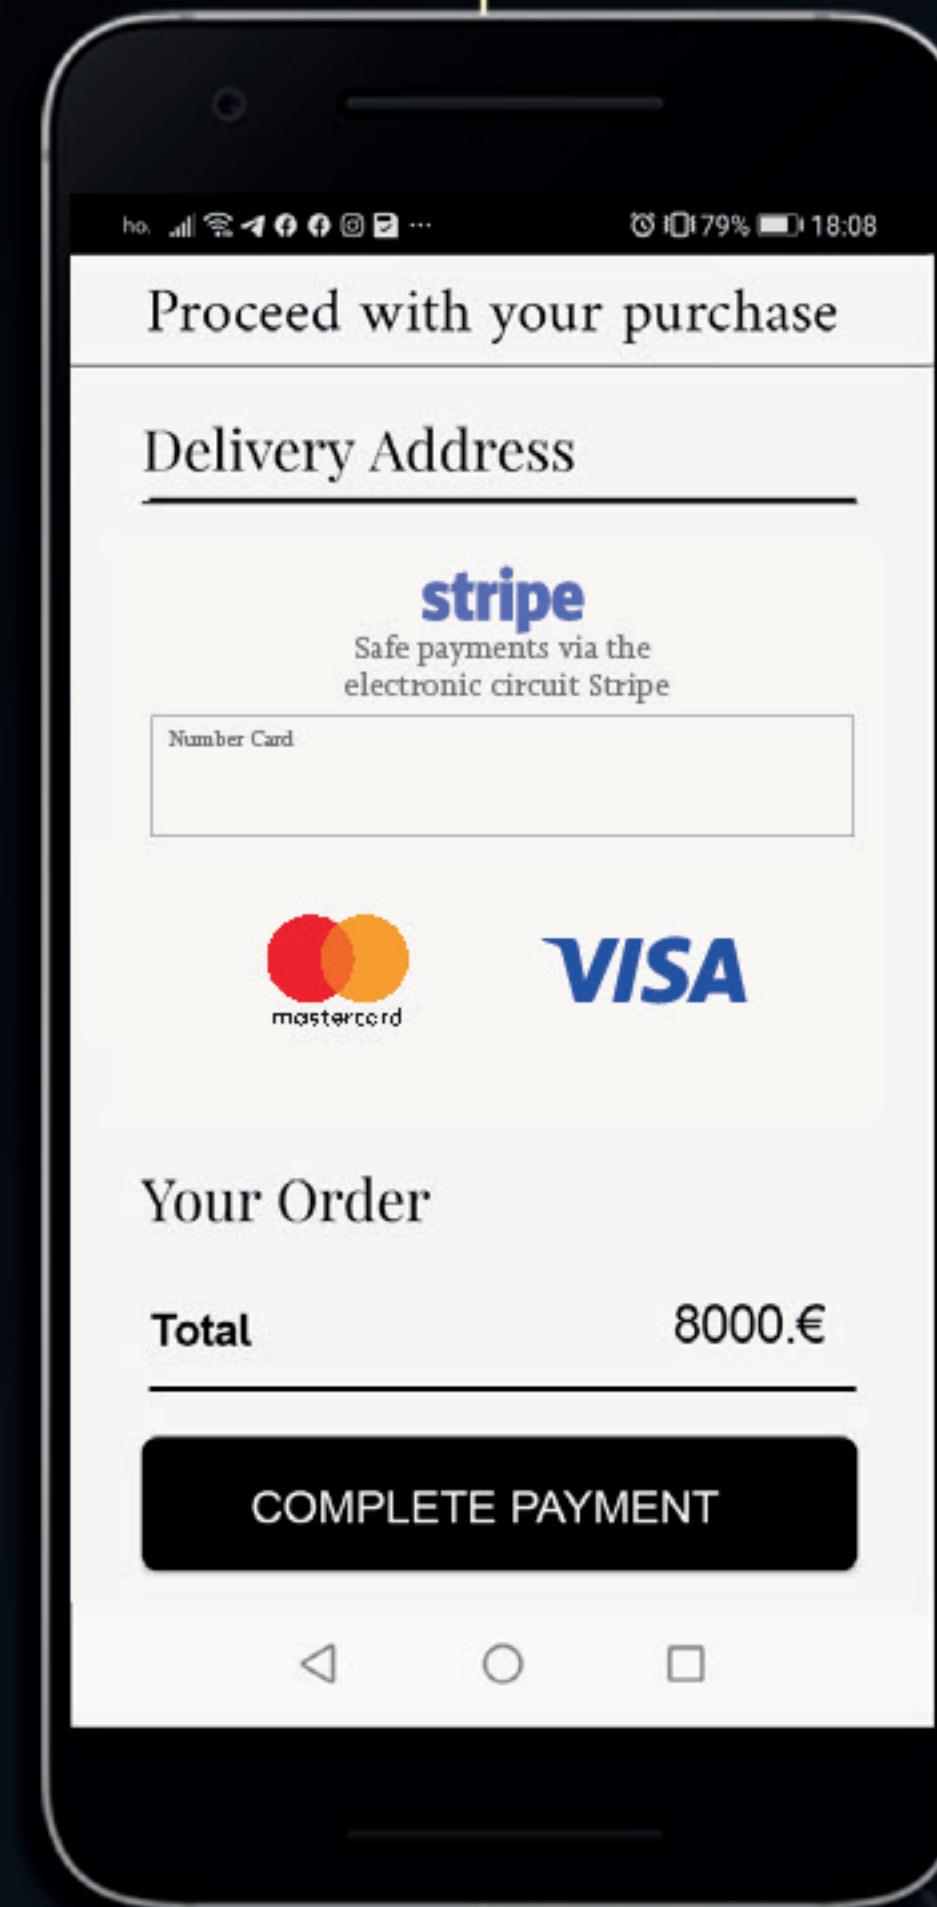 ho. 79% 18:08
Proceed with your purchase
Delivery Address
stripe
Safe payments via the
electronic circuit Stripe
Number Card
mastercard VISA
Your Order
Total 8000.€
COMPLETE PAYMENT